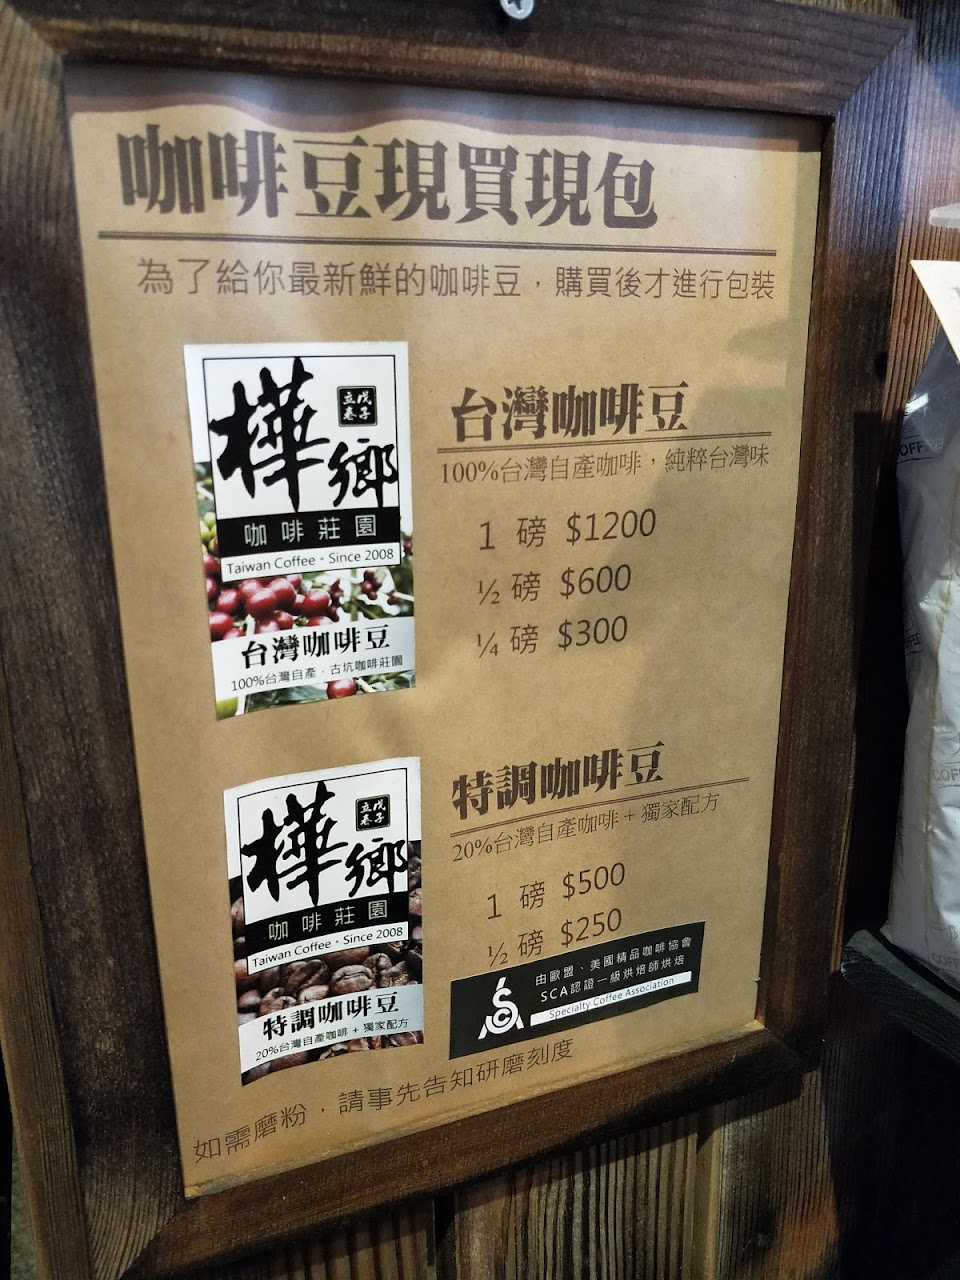 咖啡豆現買現包
為了給你最新鮮的咖啡豆，購買後才進行包裝
樺鄉
戊子
立春
咖啡莊園
Taiwan Coffee・Since 2008
台灣咖啡豆
100%台灣自產・古坑咖啡莊園
台灣咖啡豆
100%台灣自產咖啡，純粹台灣味
1 磅 $1200
½ 磅 $600
¼ 磅 $300
樺鄉
戊子
立春
咖啡莊園
Taiwan Coffee・Since 2008
特調咖啡豆
20%台灣自產咖啡 + 獨家配方
特調咖啡豆
20%台灣自產咖啡 + 獨家配方
1 磅 $500
½ 磅 $250
SCA
由歐盟、美國精品咖啡協會
SCA認證一級烘焙師烘焙
Specialty Coffee Association
如需磨粉，請事先告知研磨刻度